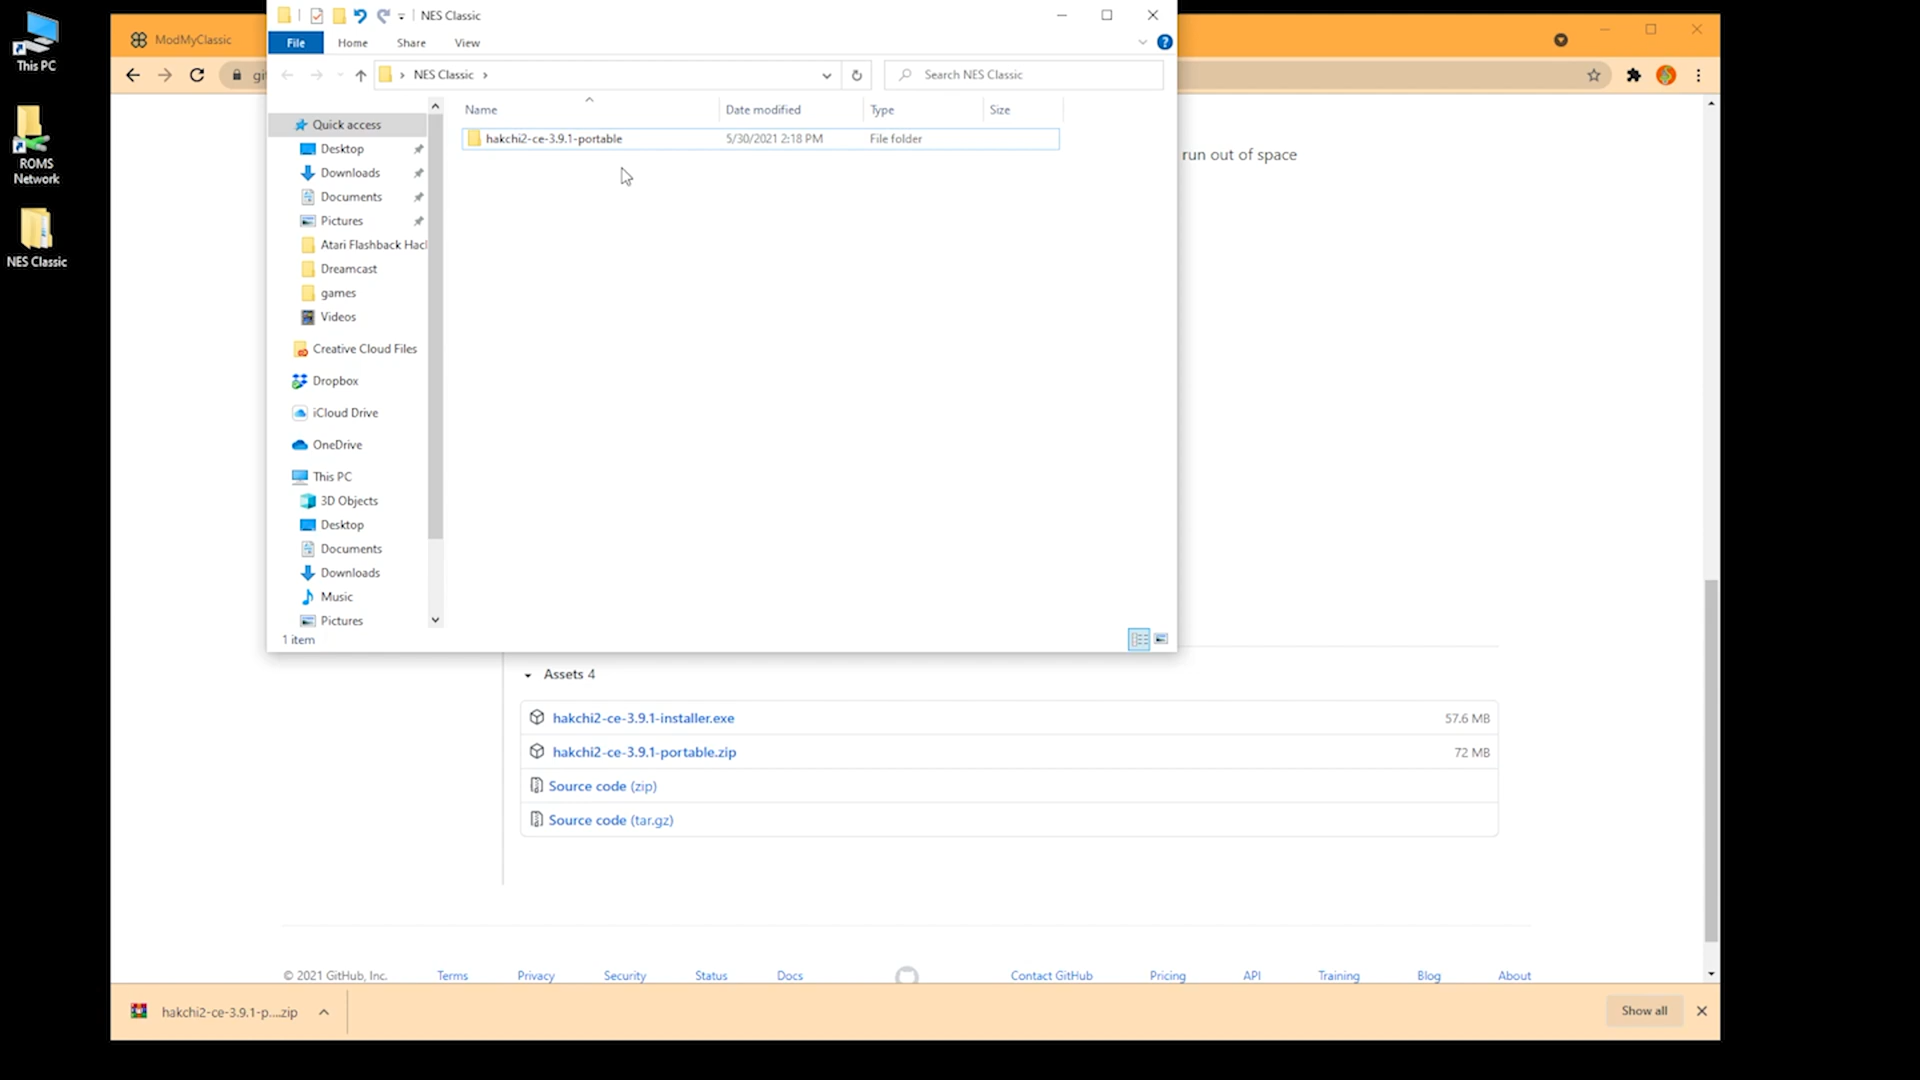 This PC
ROMS
Network
NES Classic
ModMyClassic
NES Classic
File
Home
Share
View
NES Classic
Search NES Classic
Name
Date modified
Type
Size
hakchi2-ce-3.9.1-portable
5/30/2021 2:18 PM
File folder
Quick access
Desktop
Downloads
Documents
Pictures
Atari Flashback Hac
Dreamcast
games
Videos
Creative Cloud Files
Dropbox
iCloud Drive
OneDrive
This PC
3D Objects
Desktop
Documents
Downloads
Music
Pictures
1 item
run out of space
Assets 4
hakchi2-ce-3.9.1-installer.exe
57.6 MB
hakchi2-ce-3.9.1-portable.zip
72 MB
Source code (zip)
Source code (tar.gz)
© 2021 GitHub, Inc.
Terms
Privacy
Security
Status
Docs
Contact GitHub
Pricing
API
Training
Blog
About
hakchi2-ce-3.9.1-p....zip
Show all